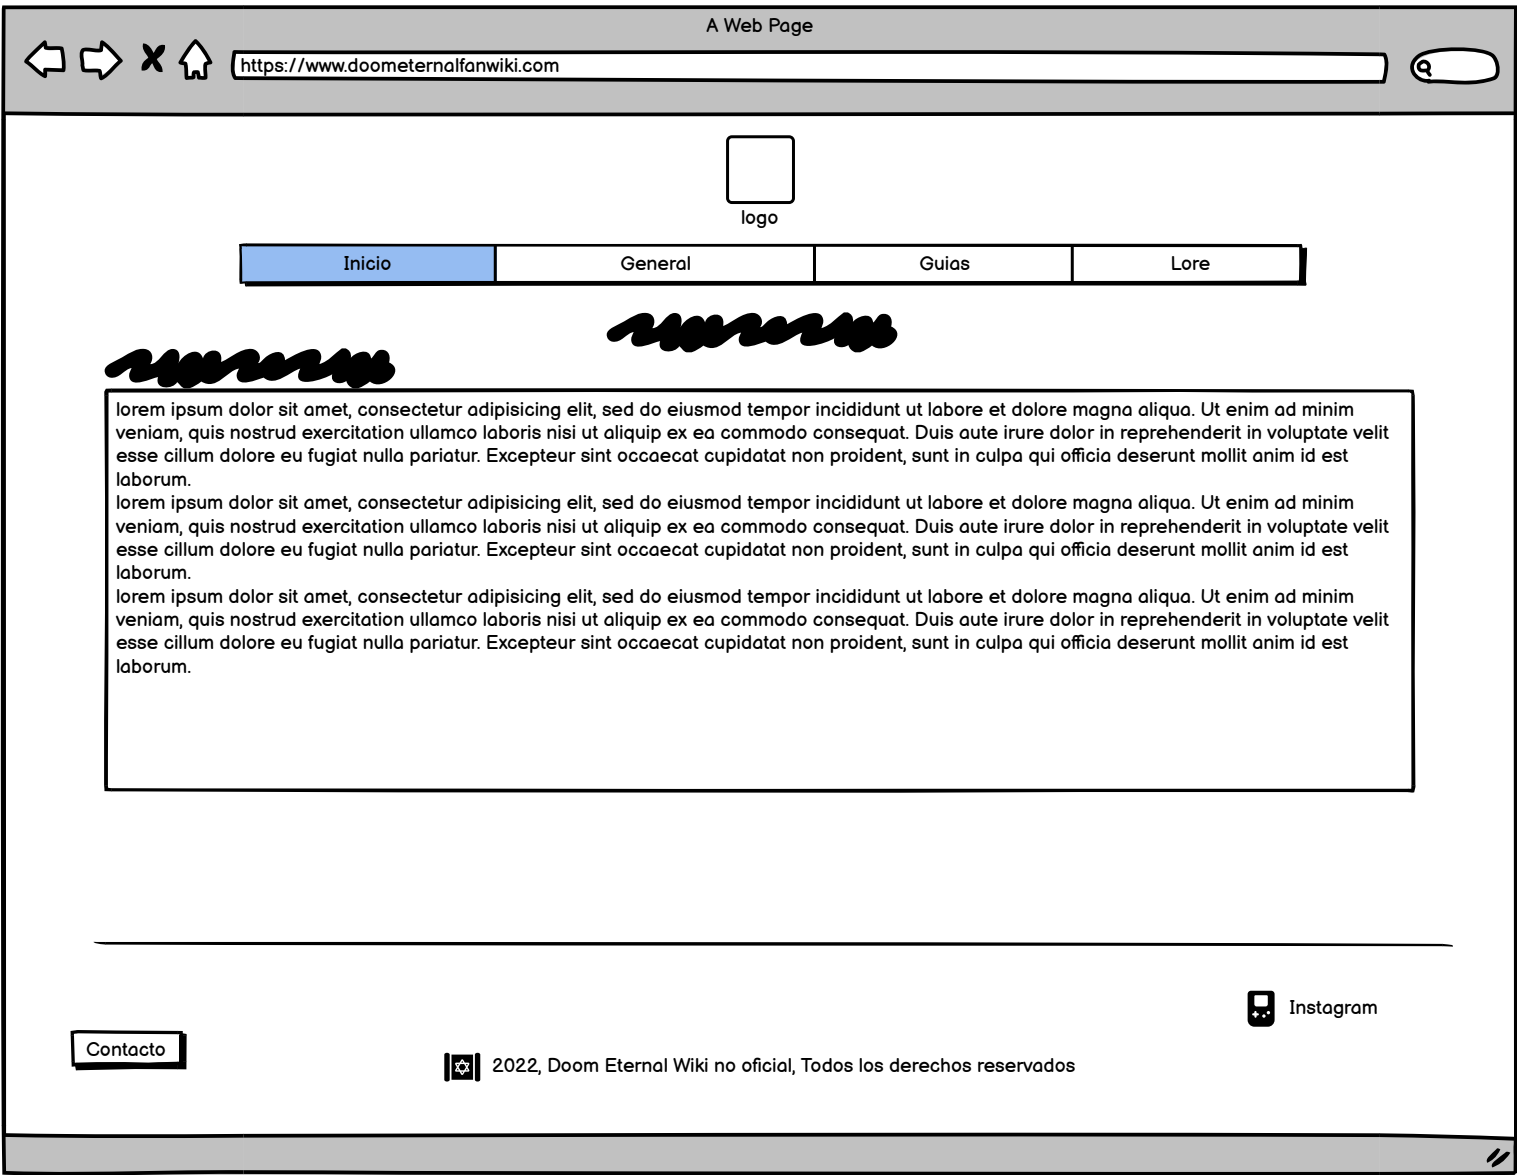 A Web Page
https://www.doometernalfanwiki.com
logo
Inicio General Guias Lore
lorem ipsum dolor sit amet, consectetur adipisicing elit, sed do eiusmod tempor incididunt ut labore et dolore magna aliqua. Ut enim ad minim
veniam, quis nostrud exercitation ullamco laboris nisi ut aliquip ex ea commodo consequat. Duis aute irure dolor in reprehenderit in voluptate velit
esse cillum dolore eu fugiat nulla pariatur. Excepteur sint occaecat cupidatat non proident, sunt in culpa qui officia deserunt mollit anim id est
laborum.
lorem ipsum dolor sit amet, consectetur adipisicing elit, sed do eiusmod tempor incididunt ut labore et dolore magna aliqua. Ut enim ad minim
veniam, quis nostrud exercitation ullamco laboris nisi ut aliquip ex ea commodo consequat. Duis aute irure dolor in reprehenderit in voluptate velit
esse cillum dolore eu fugiat nulla pariatur. Excepteur sint occaecat cupidatat non proident, sunt in culpa qui officia deserunt mollit anim id est
laborum.
lorem ipsum dolor sit amet, consectetur adipisicing elit, sed do eiusmod tempor incididunt ut labore et dolore magna aliqua. Ut enim ad minim
veniam, quis nostrud exercitation ullamco laboris nisi ut aliquip ex ea commodo consequat. Duis aute irure dolor in reprehenderit in voluptate velit
esse cillum dolore eu fugiat nulla pariatur. Excepteur sint occaecat cupidatat non proident, sunt in culpa qui officia deserunt mollit anim id est
laborum.
Instagram
Contacto
2022, Doom Eternal Wiki no oficial, Todos los derechos reservados